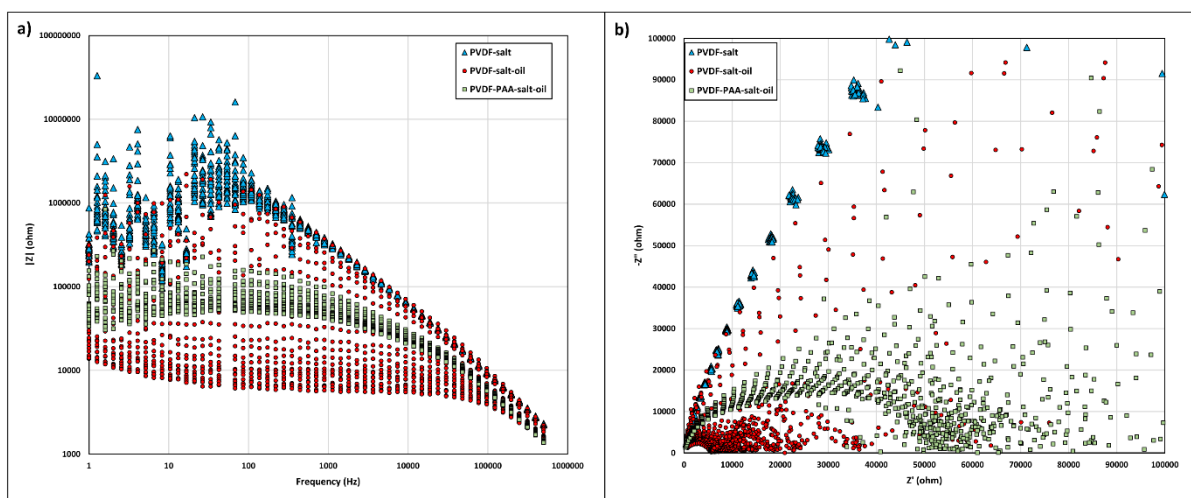 a)
|Z| (ohm)
100000000
10000000
1000000
100000
10000
1000
1
10
100
1000
10000
100000
1000000
Frequency (Hz)
PVDF-salt
PVDF-salt-oil
PVDF-PAA-salt-oil
b)
-Z'' (ohm)
100000
90000
80000
70000
60000
50000
40000
30000
20000
10000
0
0
10000
20000
30000
40000
50000
60000
70000
80000
90000
100000
Z' (ohm)
PVDF-salt
PVDF-salt-oil
PVDF-PAA-salt-oil